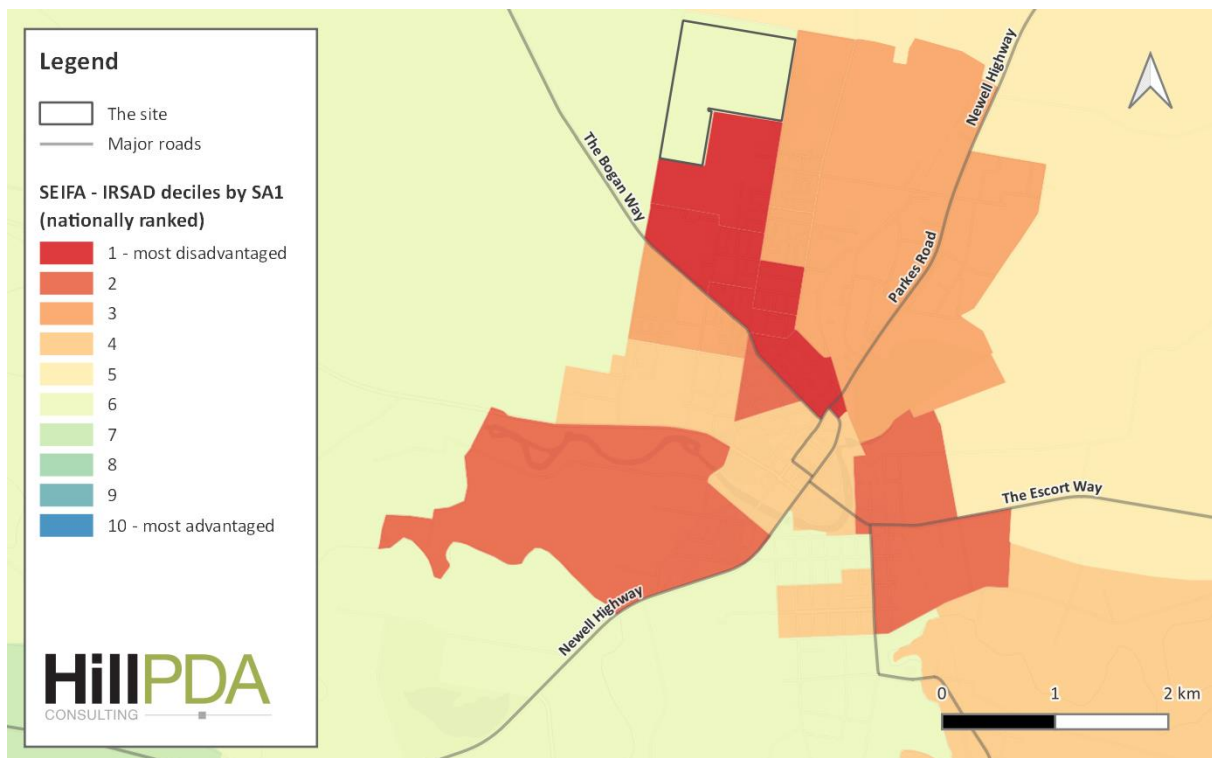 Legend
The site
Major roads
SEIFA - IRSAD deciles by SA1
(nationally ranked)
1 - most disadvantaged
2
3
4
5
6
7
8
9
10 - most advantaged
HillPDA
CONSULTING
The Bogan Way
Newell Highway
Parkes Road
The Escort Way
Newell Highway
0 1 2 km